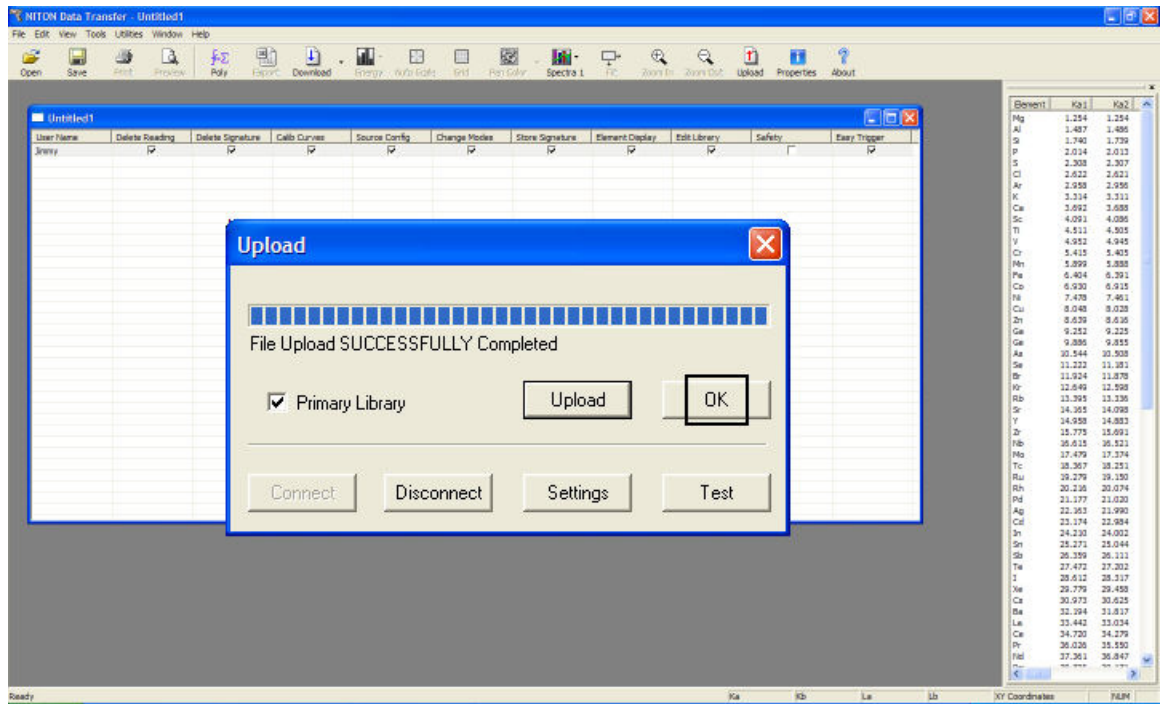 NITON Data Transfer - Untitled1
File Edit View Tools Utilities Window Help
Open Save Print Preview Poly Export Download Energy Auto Scale Grid Pen Color Spectra 1 Fit Zoom In Zoom Out Upload Properties About
Untitled1
User Name Delete Reading Delete Signature Calib Curves Source Config Change Modes Store Signature Element Display Edit Library Safety Easy Trigger
Jimmy
Upload
File Upload SUCCESSFULLY Completed
Primary Library Upload OK
Connect Disconnect Settings Test
Element Ka1 Ka2
Mg 1.254 1.254
Al 1.487 1.486
Si 1.740 1.739
P 2.014 2.013
S 2.308 2.307
Cl 2.622 2.621
Ar 2.958 2.956
K 3.314 3.311
Ca 3.692 3.688
Sc 4.091 4.086
Ti 4.511 4.505
V 4.952 4.945
Cr 5.415 5.405
Mn 5.899 5.888
Fe 6.404 6.391
Co 6.930 6.915
Ni 7.478 7.461
Cu 8.048 8.028
Zn 8.639 8.616
Ga 9.252 9.225
Ge 9.886 9.855
As 10.544 10.508
Se 11.222 11.181
Br 11.924 11.878
Kr 12.649 12.598
Rb 13.395 13.336
Sr 14.165 14.098
Y 14.958 14.883
Zr 15.775 15.691
Nb 16.615 16.521
Mo 17.479 17.374
Tc 18.367 18.251
Ru 19.279 19.150
Rh 20.216 20.074
Pd 21.177 21.020
Ag 22.163 21.990
Cd 23.174 22.984
In 24.210 24.002
Sn 25.271 25.044
Sb 26.359 26.111
Te 27.472 27.202
I 28.612 28.317
Xe 29.779 29.458
Cs 30.973 30.625
Ba 32.194 31.817
La 33.442 33.034
Ce 34.720 34.279
Pr 36.026 35.550
Nd 37.361 36.847
Ready Ka Kb La Lb XY Coordinates NUM